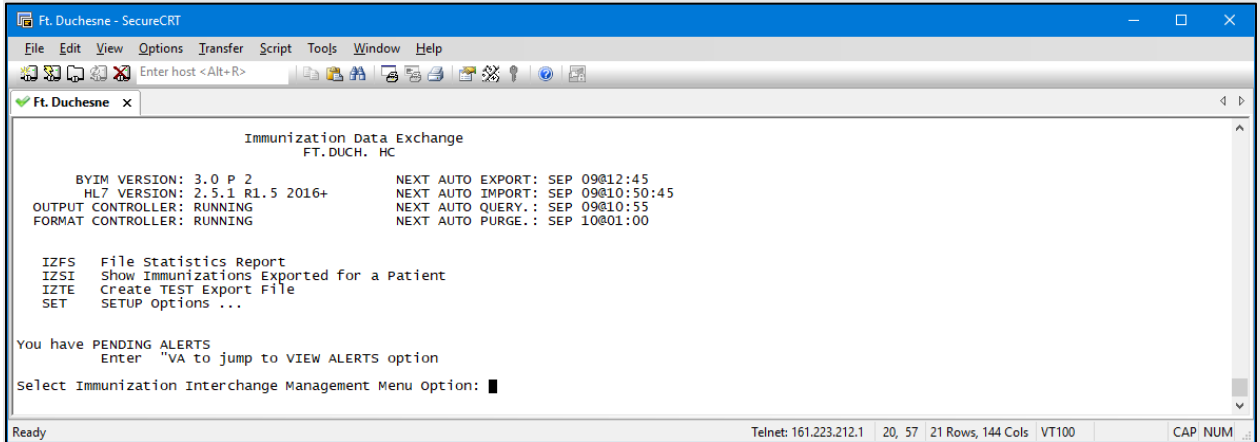 Ft. Duchesne - SecureCRT
File Edit View Options Transfer Script Tools Window Help
Enter host <Alt+R>
Ft. Duchesne x
Immunization Data Exchange
FT.DUCH. HC
BYIM VERSION: 3.0 P 2 NEXT AUTO EXPORT: SEP 09@12:45
HL7 VERSION: 2.5.1 R1.5 2016+ NEXT AUTO IMPORT: SEP 09@10:50:45
OUTPUT CONTROLLER: RUNNING NEXT AUTO QUERY.: SEP 09@10:55
FORMAT CONTROLLER: RUNNING NEXT AUTO PURGE.: SEP 10@01:00
IZFS File Statistics Report
IZSI Show Immunizations Exported for a Patient
IZTE Create TEST Export File
SET SETUP Options ...
You have PENDING ALERTS
Enter "VA to jump to VIEW ALERTS option
Select Immunization Interchange Management Menu Option:
Ready Telnet: 161.223.212.1 20, 57 21 Rows, 144 Cols VT100 CAP NUM